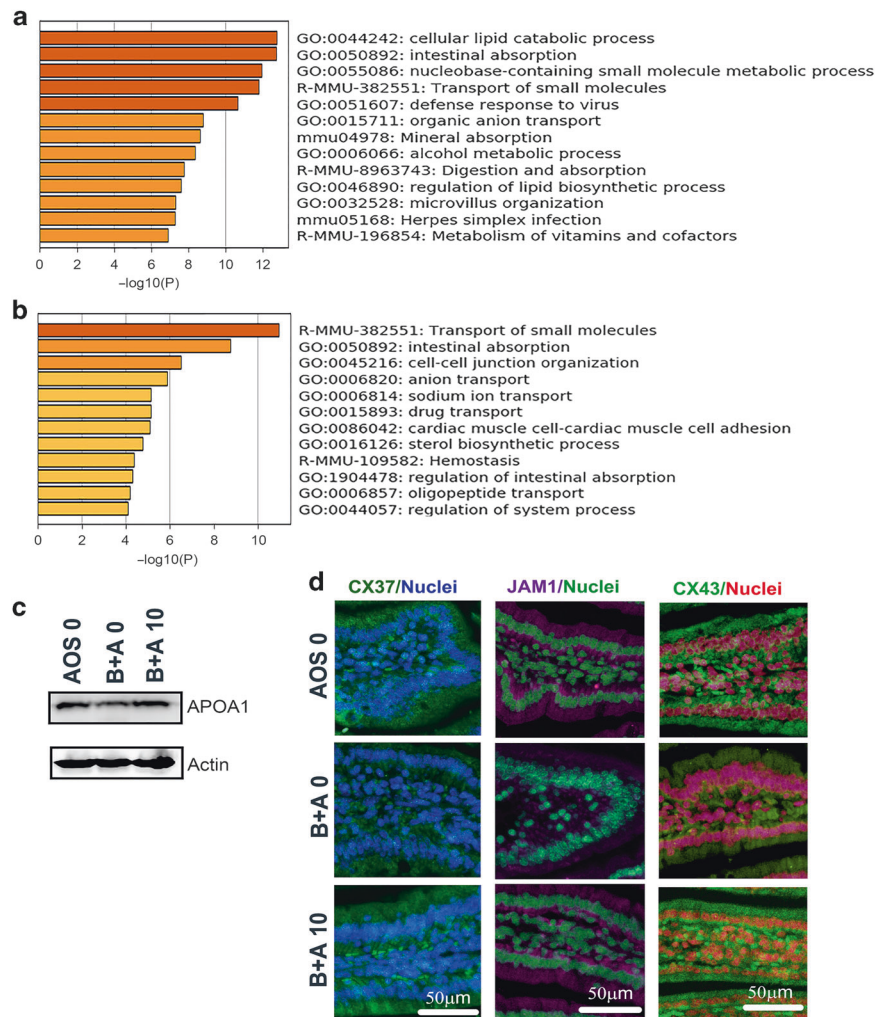 a
GO:0044242: cellular lipid catabolic process
GO:0050892: intestinal absorption
GO:0055086: nucleobase-containing small molecule metabolic process
R-MMU-382551: Transport of small molecules
GO:0051607: defense response to virus
GO:0015711: organic anion transport
mmu04978: Mineral absorption
GO:0006066: alcohol metabolic process
R-MMU-8963743: Digestion and absorption
GO:0046890: regulation of lipid biosynthetic process
GO:0032528: microvillus organization
mmu05168: Herpes simplex infection
R-MMU-196854: Metabolism of vitamins and cofactors
0 2 4 6 8 10 12
–log10(P)
b
R-MMU-382551: Transport of small molecules
GO:0050892: intestinal absorption
GO:0045216: cell-cell junction organization
GO:0006820: anion transport
GO:0006814: sodium ion transport
GO:0015893: drug transport
GO:0086042: cardiac muscle cell-cardiac muscle cell adhesion
GO:0016126: sterol biosynthetic process
R-MMU-109582: Hemostasis
GO:1904478: regulation of intestinal absorption
GO:0006857: oligopeptide transport
GO:0044057: regulation of system process
0 2 4 6 8 10
–log10(P)
c
AOS 0 B+A 0 B+A 10
APOA1
Actin
d
CX37/Nuclei JAM1/Nuclei CX43/Nuclei
AOS 0
B+A 0
B+A 10
50μm 50μm 50μm